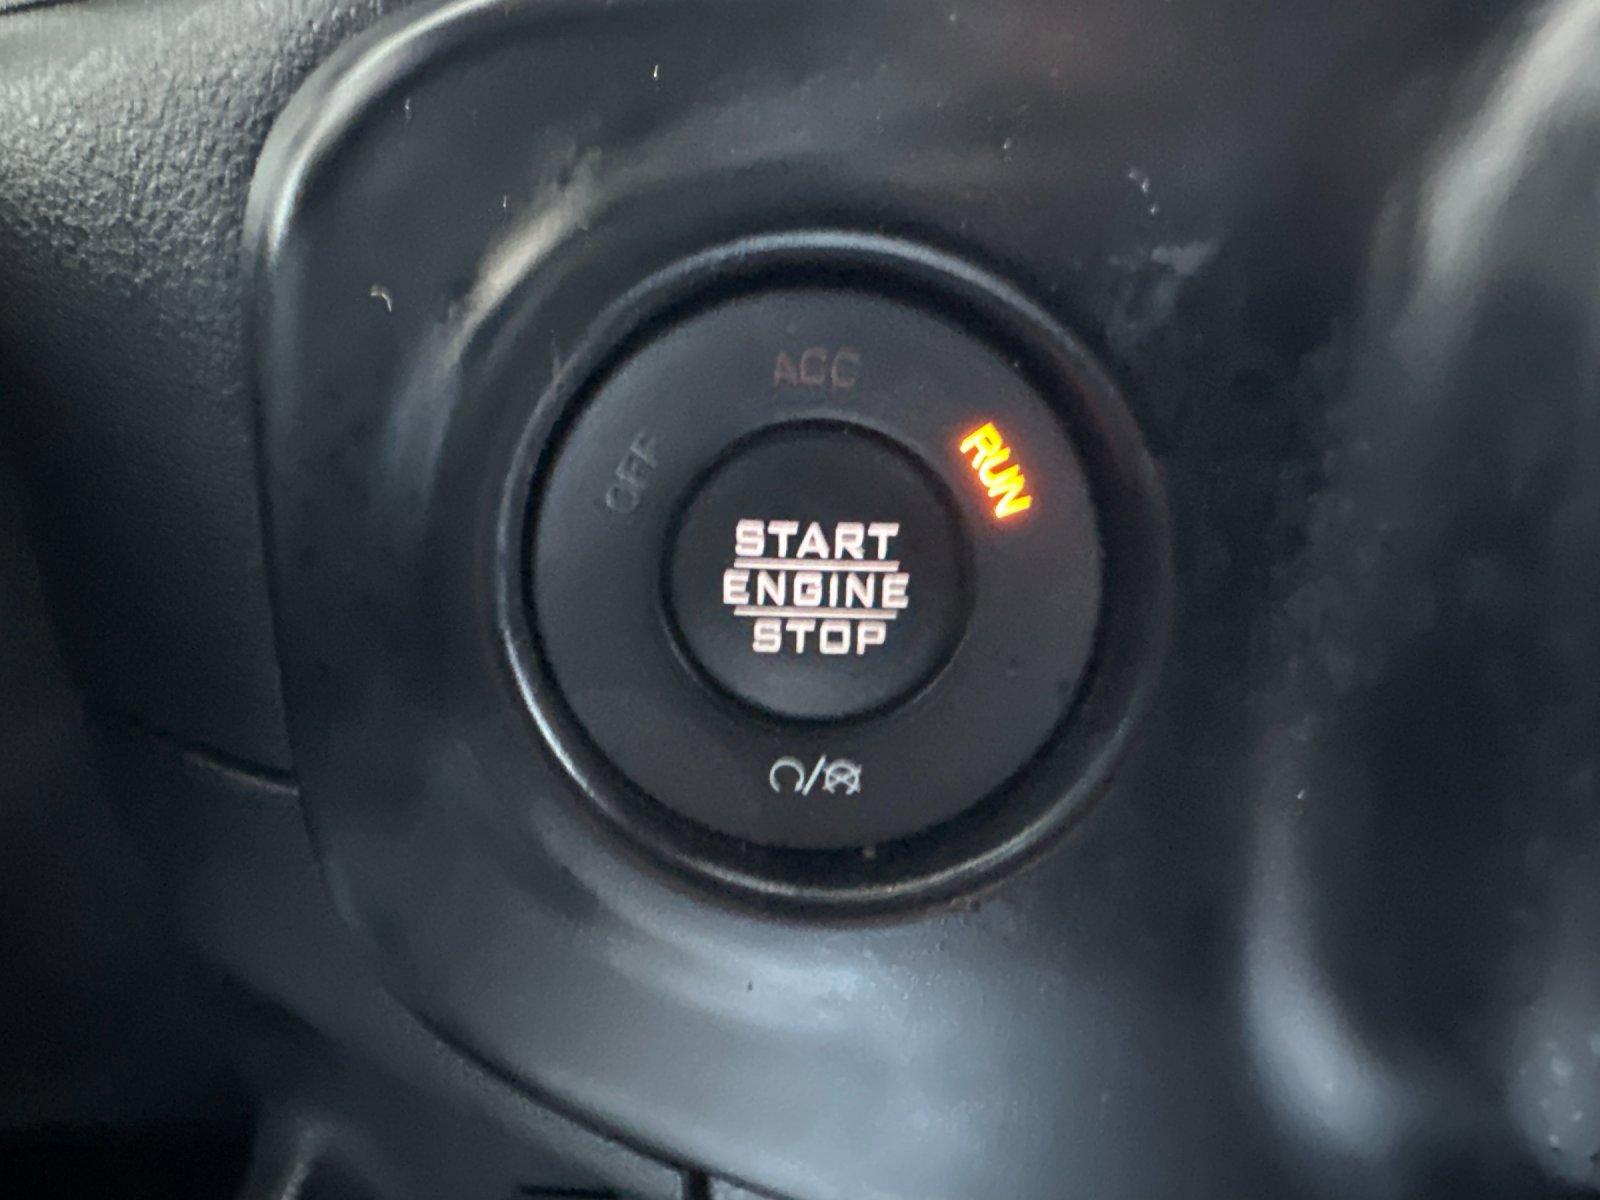 ACC
OFF
RUN
START
ENGINE
STOP